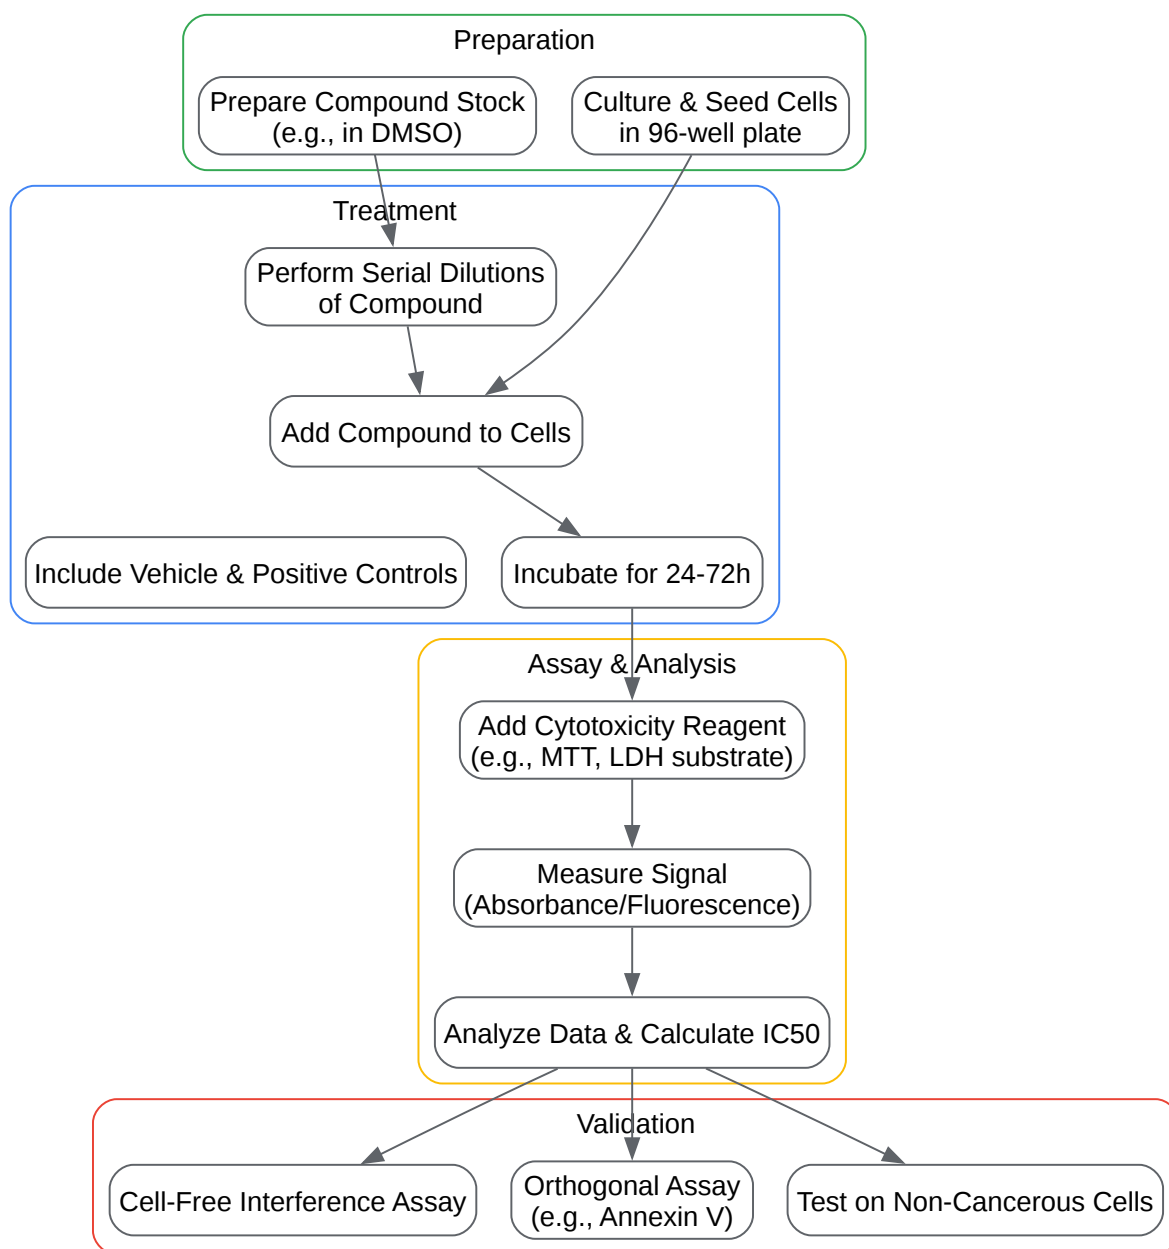 Preparation
Prepare Compound Stock
(e.g., in DMSO)
Culture & Seed Cells
in 96-well plate
Treatment
Perform Serial Dilutions
of Compound
Add Compound to Cells
Include Vehicle & Positive Controls
Incubate for 24-72h
Assay & Analysis
Add Cytotoxicity Reagent
(e.g., MTT, LDH substrate)
Measure Signal
(Absorbance/Fluorescence)
Analyze Data & Calculate IC50
Validation
Cell-Free Interference Assay
Orthogonal Assay
(e.g., Annexin V)
Test on Non-Cancerous Cells